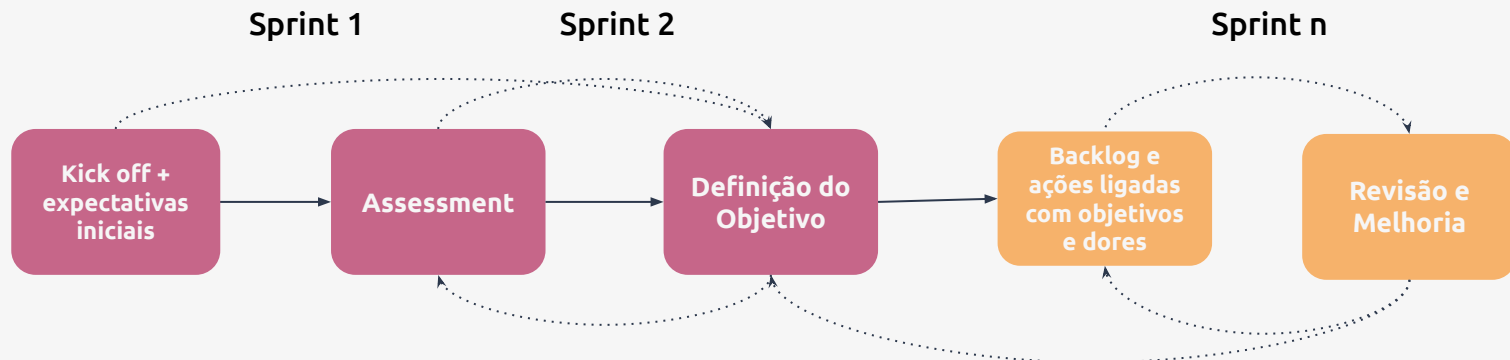 Sprint 1
Sprint 2
Sprint n
Kick off +
expectativas
iniciais
Assessment
Definição do
Objetivo
Backlog e
ações ligadas
com objetivos
e dores
Revisão e
Melhoria